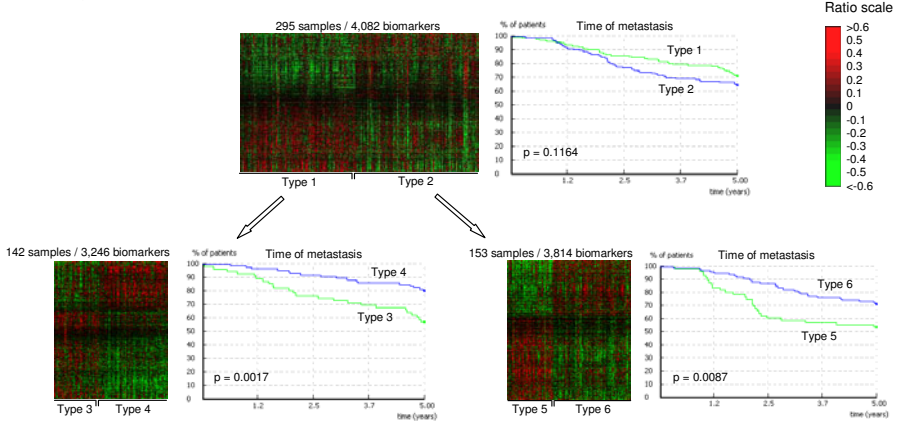 Ratio scale
295 samples / 4,082 biomarkers
% of patients
Time of metastasis
>0.6
0.5
0.4
0.3
0.2
0.1
0
-0.1
-0.2
-0.3
-0.4
-0.5
<-0.6
100
90
80
70
60
50
40
30
20
10
0
Type 1
Type 2
p = 0.1164
1.2
2.5
3.7
5.00
time (years)
Type 1
Type 2
142 samples / 3,246 biomarkers
% of patients
Time of metastasis
100
90
80
70
60
50
40
30
20
10
0
Type 4
Type 3
p = 0.0017
1.2
2.5
3.7
5.00
time (years)
Type 3
Type 4
153 samples / 3,814 biomarkers
% of patients
Time of metastasis
100
90
80
70
60
50
40
30
20
10
0
Type 6
Type 5
p = 0.0087
1.2
2.5
3.7
5.00
time (years)
Type 5
Type 6